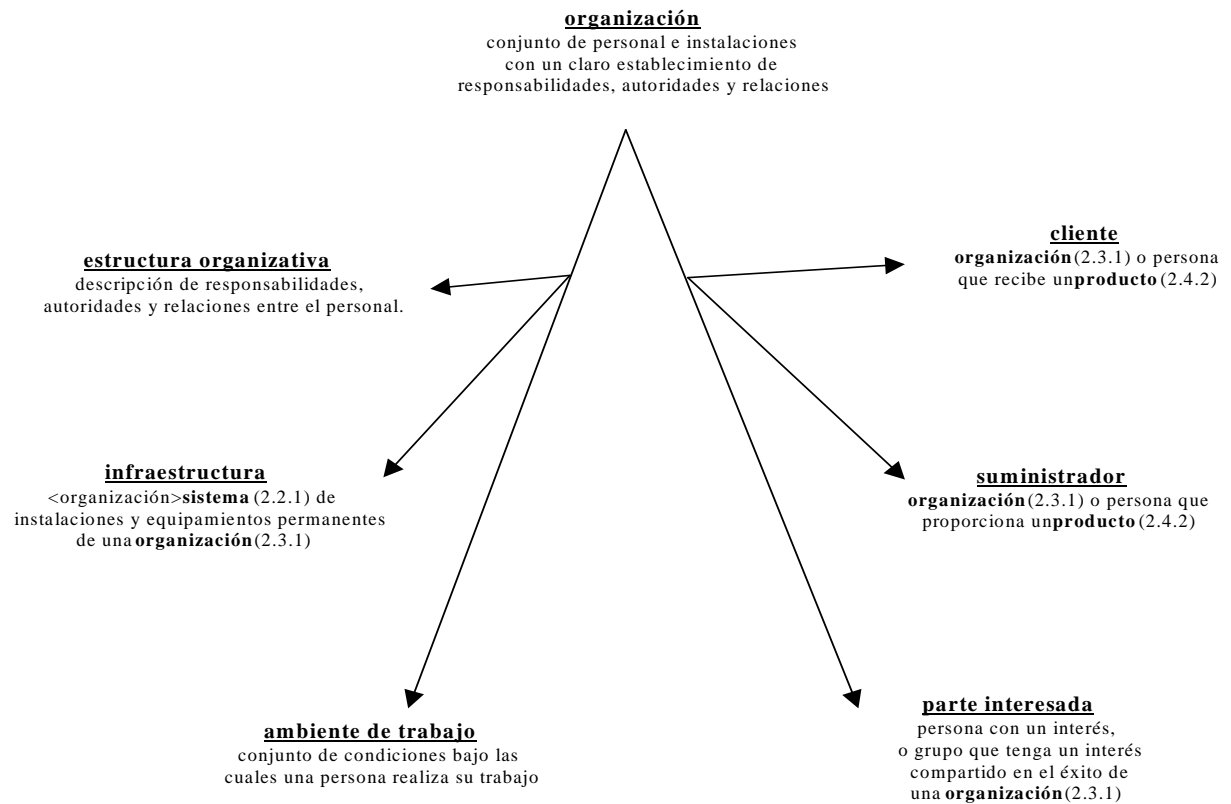 organización
conjunto de personal e instalaciones
con un claro establecimiento de
responsabilidades, autoridades y relaciones
estructura organizativa
descripción de responsabilidades,
autoridades y relaciones entre el personal.
cliente
organización(2.3.1) o persona
que recibe unproducto (2.4.2)
infraestructura
<organización>sistema (2.2.1) de
instalaciones y equipamientos permanentes
de una organización(2.3.1)
suministrador
organización(2.3.1) o persona que
proporciona unproducto (2.4.2)
ambiente de trabajo
conjunto de condiciones bajo las
cuales una persona realiza su trabajo
parte interesada
persona con un interés,
o grupo que tenga un interés
compartido en el éxito de
una organización(2.3.1)